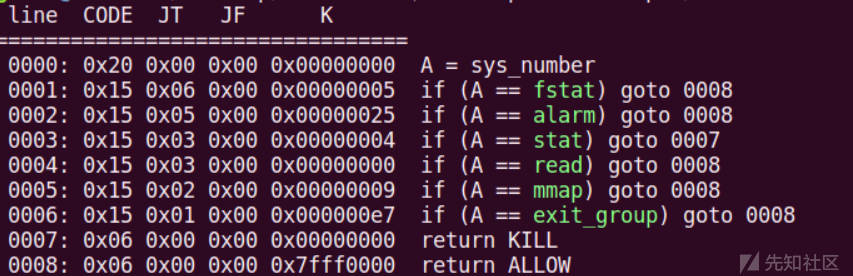 line CODE JT JF K
=================================
0000: 0x20 0x00 0x00 0x00000000 A = sys_number
0001: 0x15 0x06 0x00 0x00000005 if (A == fstat) goto 0008
0002: 0x15 0x05 0x00 0x00000025 if (A == alarm) goto 0008
0003: 0x15 0x03 0x00 0x00000004 if (A == stat) goto 0007
0004: 0x15 0x03 0x00 0x00000000 if (A == read) goto 0008
0005: 0x15 0x02 0x00 0x00000009 if (A == mmap) goto 0008
0006: 0x15 0x01 0x00 0x000000e7 if (A == exit_group) goto 0008
0007: 0x06 0x00 0x00 0x00000000 return KILL
0008: 0x06 0x00 0x00 0x7fff0000 return ALLOW
先知社区